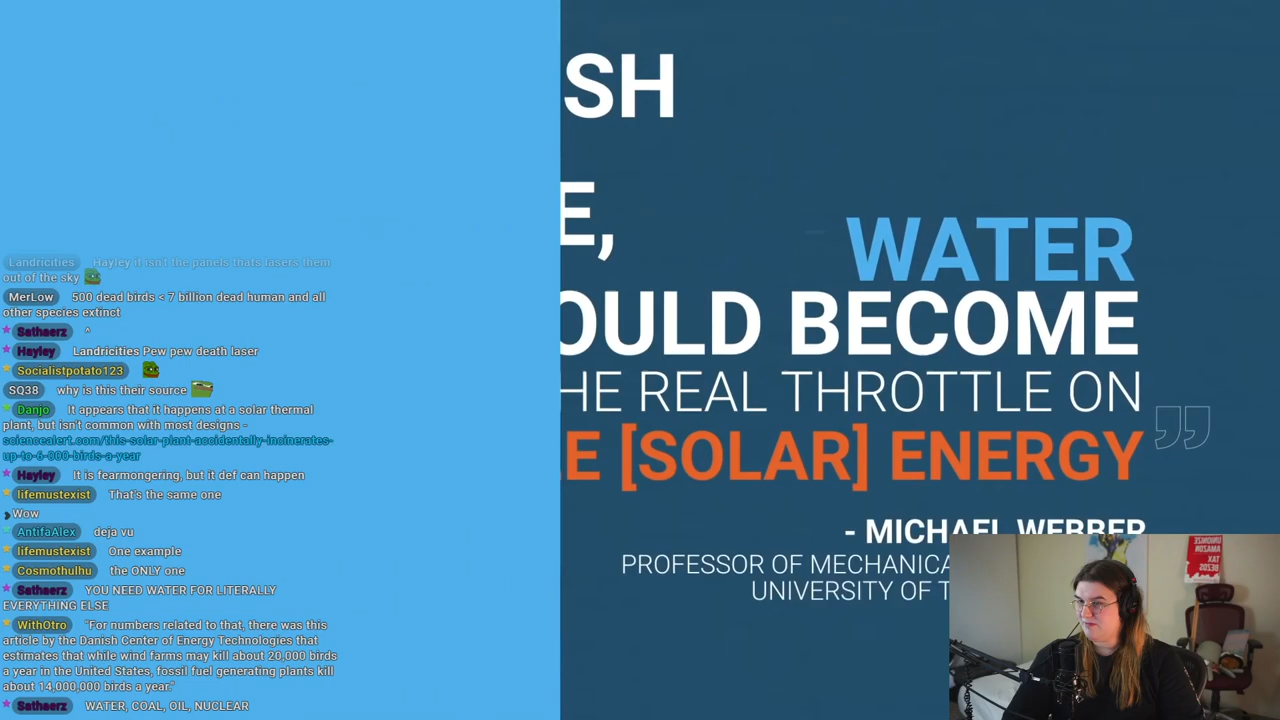 SH
E,
WATER
OULD BECOME
HE REAL THROTTLE ON
E [SOLAR] ENERGY
”
- MICHAEL WEBBER
PROFESSOR OF MECHANICA
UNIVERSITY OF T
Landricities Hayley it isn't the panels thats lasers them
out of the sky
MerLow 500 dead birds < 7 billion dead human and all
other species extinct
Sathaerz ^
Hayley Landricities Pew pew death laser
Socialistpotato123
SQ38 why is this their source
Danjo It appears that it happens at a solar thermal
plant, but isn't common with most designs -
sciencealert.com/this-solar-plant-accidentally-incinerates-
up-to-6-000-birds-a-year
Hayley It is fearmongering, but it def can happen
lifemustexist That's the same one
Wow
AntifaAlex deja vu
lifemustexist One example
Cosmothulhu the ONLY one
Sathaerz YOU NEED WATER FOR LITERALLY
EVERYTHING ELSE
WithOtro "For numbers related to that, there was this
article by the Danish Center of Energy Technologies that
estimates that while wind farms may kill about 20,000 birds
a year in the United States, fossil fuel generating plants kill
about 14,000,000 birds a year."
Sathaerz WATER, COAL, OIL, NUCLEAR
UNIONIZE
AMAZON
TAX
BEZOS